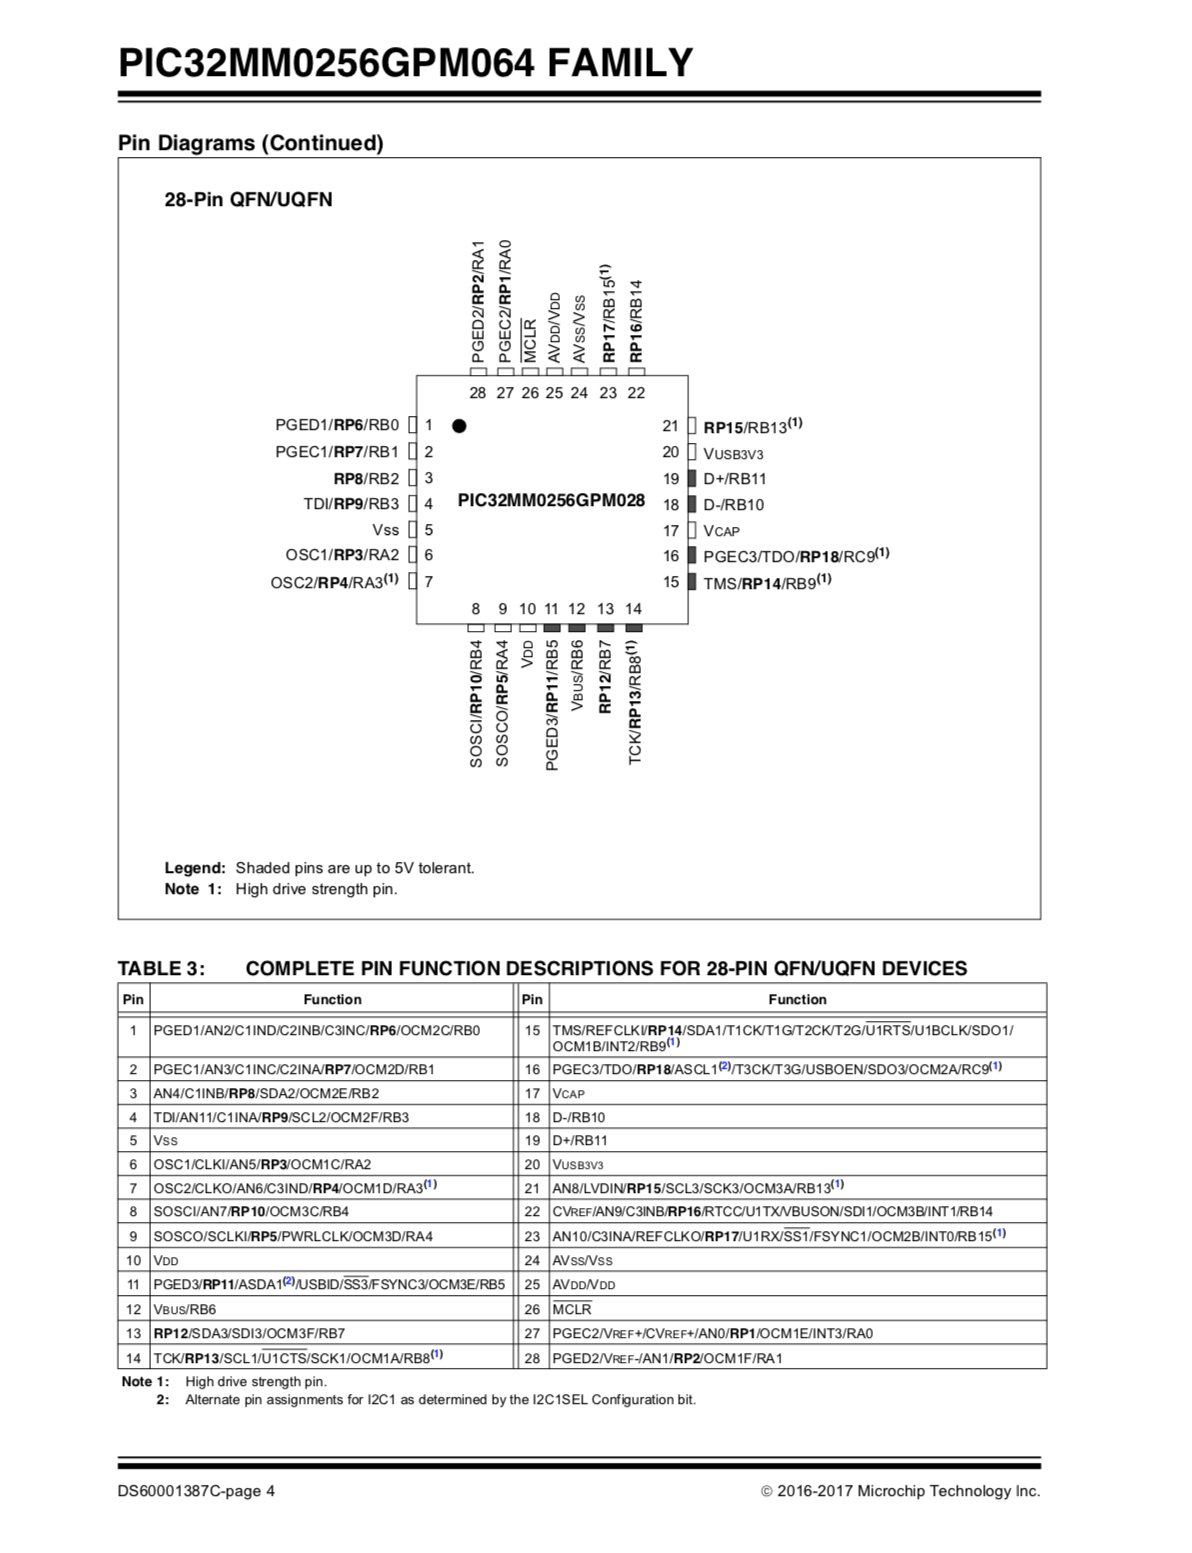 PIC32MM0256GPM064 FAMILY
Pin Diagrams (Continued)
28-Pin QFN/UQFN
PGED2/RP2/RA1
PGEC2/RP1/RA0
MCLR
AVDD/VDD
AVSS/VSS
RP17/RB15(1)
RP16/RB14
28 27 26 25 24 23 22
PGED1/RP6/RB0 1
PGEC1/RP7/RB1 2
RP8/RB2 3
TDI/RP9/RB3 4
Vss 5
OSC1/RP3/RA2 6
OSC2/RP4/RA3(1) 7
PIC32MM0256GPM028
21 RP15/RB13(1)
20 VUSB3V3
19 D+/RB11
18 D-/RB10
17 VCAP
16 PGEC3/TDO/RP18/RC9(1)
15 TMS/RP14/RB9(1)
8 9 10 11 12 13 14
SOSCI/RP10/RB4
SOSCO/RP5/RA4
VDD
PGED3/RP11/RB5
VBUS/RB6
RP12/RB7
TCK/RP13/RB8(1)
Legend: Shaded pins are up to 5V tolerant.
Note 1: High drive strength pin.
TABLE 3: COMPLETE PIN FUNCTION DESCRIPTIONS FOR 28-PIN QFN/UQFN DEVICES
Pin Function Pin Function
1 PGED1/AN2/C1IND/C2INB/C3INC/RP6/OCM2C/RB0 15 TMS/REFCLKI/RP14/SDA1/T1CK/T1G/T2CK/T2G/U1RTS/U1BCLK/SDO1/
OCM1B/INT2/RB9(1)
2 PGEC1/AN3/C1INC/C2INA/RP7/OCM2D/RB1 16 PGEC3/TDO/RP18/ASCL1(2)/T3CK/T3G/USBOEN/SDO3/OCM2A/RC9(1)
3 AN4/C1INB/RP8/SDA2/OCM2E/RB2 17 VCAP
4 TDI/AN11/C1INA/RP9/SCL2/OCM2F/RB3 18 D-/RB10
5 VSS 19 D+/RB11
6 OSC1/CLKI/AN5/RP3/OCM1C/RA2 20 VUSB3V3
7 OSC2/CLKO/AN6/C3IND/RP4/OCM1D/RA3(1) 21 AN8/LVDIN/RP15/SCL3/SCK3/OCM3A/RB13(1)
8 SOSCI/AN7/RP10/OCM3C/RB4 22 CVREF/AN9/C3INB/RP16/RTCC/U1TX/VBUSON/SDI1/OCM3B/INT1/RB14
9 SOSCO/SCLKI/RP5/PWRLCLK/OCM3D/RA4 23 AN10/C3INA/REFCLKO/RP17/U1RX/SS1/FSYNC1/OCM2B/INT0/RB15(1)
10 VDD 24 AVSS/VSS
11 PGED3/RP11/ASDA1(2)/USBID/SS3/FSYNC3/OCM3E/RB5 25 AVDD/VDD
12 VBUS/RB6 26 MCLR
13 RP12/SDA3/SDI3/OCM3F/RB7 27 PGEC2/VREF+/CVREF+/AN0/RP1/OCM1E/INT3/RA0
14 TCK/RP13/SCL1/U1CTS/SCK1/OCM1A/RB8(1) 28 PGED2/VREF-/AN1/RP2/OCM1F/RA1
Note 1: High drive strength pin.
2: Alternate pin assignments for I2C1 as determined by the I2C1SEL Configuration bit.
DS60001387C-page 4 © 2016-2017 Microchip Technology Inc.